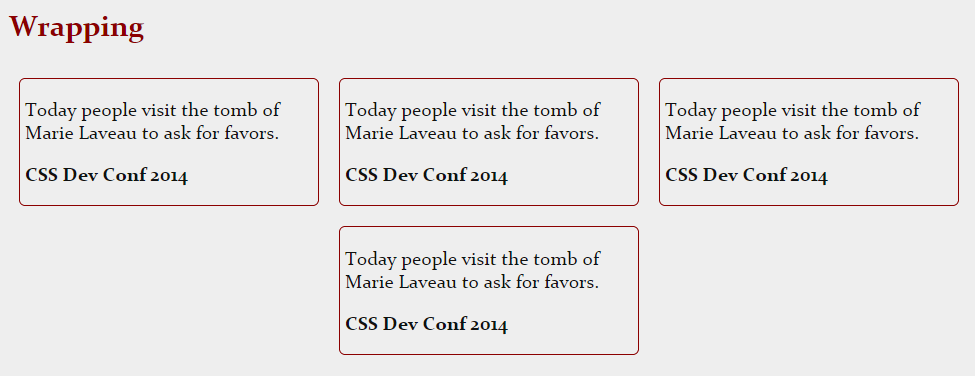 Wrapping
Today people visit the tomb of
Marie Laveau to ask for favors.
CSS Dev Conf 2014
Today people visit the tomb of
Marie Laveau to ask for favors.
CSS Dev Conf 2014
Today people visit the tomb of
Marie Laveau to ask for favors.
CSS Dev Conf 2014
Today people visit the tomb of
Marie Laveau to ask for favors.
CSS Dev Conf 2014